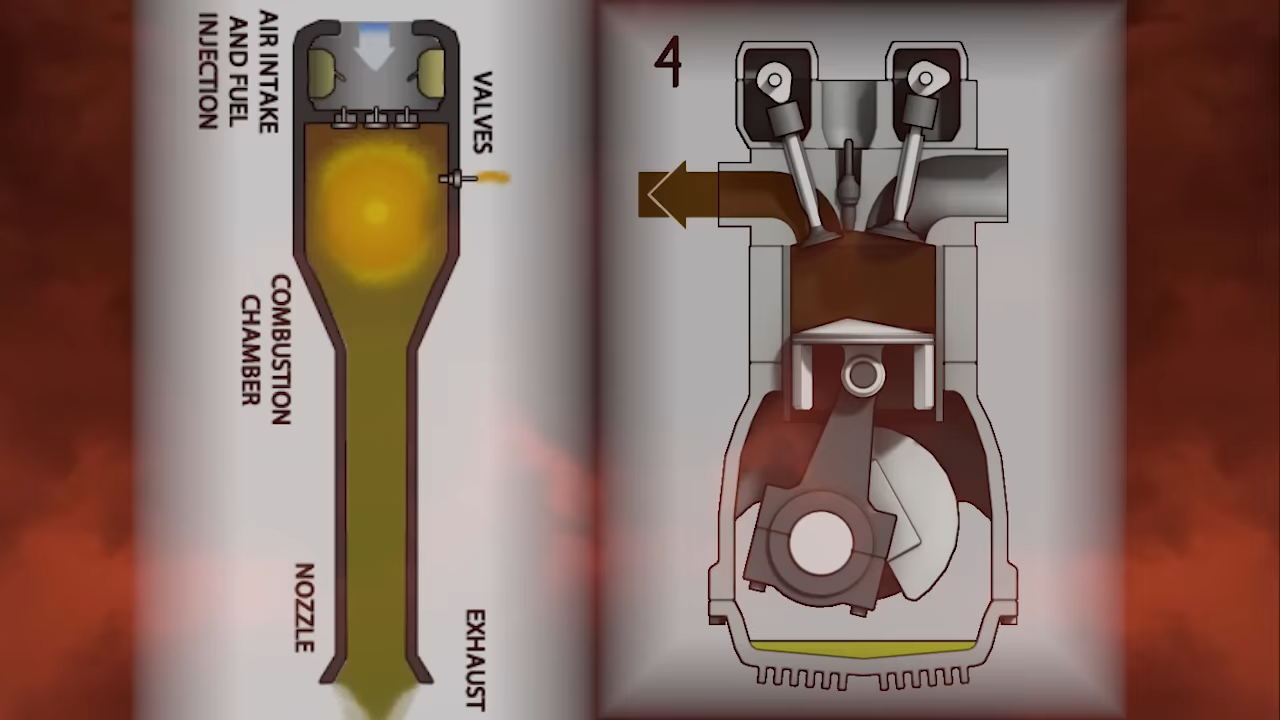 AIR INTAKE
AND FUEL
INJECTION
VALVES
COMBUSTION
CHAMBER
NOZZLE
EXHAUST
4